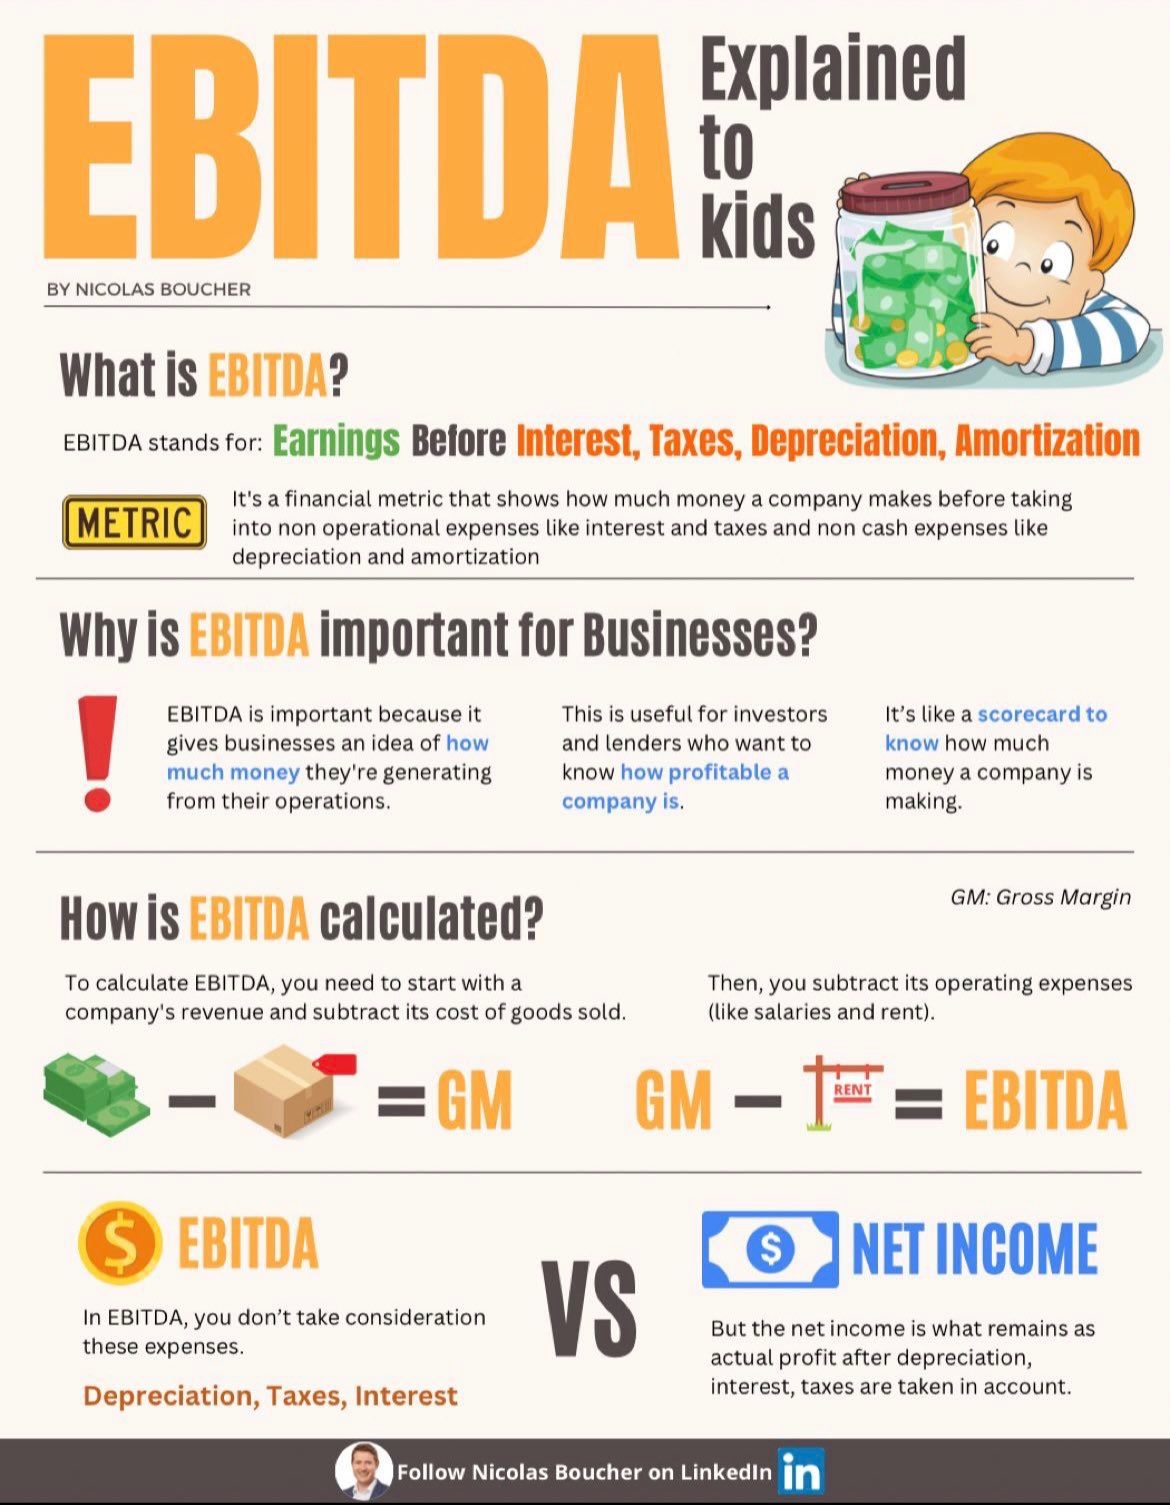 EBITDA
Explained
to
kids
BY NICOLAS BOUCHER
What is EBITDA?
EBITDA stands for: Earnings Before Interest, Taxes, Depreciation, Amortization
METRIC
It's a financial metric that shows how much money a company makes before taking
into non operational expenses like interest and taxes and non cash expenses like
depreciation and amortization
Why is EBITDA important for Businesses?
EBITDA is important because it
gives businesses an idea of how
much money they're generating
from their operations.
This is useful for investors
and lenders who want to
know how profitable a
company is.
It's like a scorecard to
know how much
money a company is
making.
How is EBITDA calculated?
GM: Gross Margin
To calculate EBITDA, you need to start with a
company's revenue and subtract its cost of goods sold.
Then, you subtract its operating expenses
(like salaries and rent).
– = GM
GM – RENT = EBITDA
$ EBITDA
In EBITDA, you don't take consideration
these expenses.
Depreciation, Taxes, Interest
VS
$ NET INCOME
But the net income is what remains as
actual profit after depreciation,
interest, taxes are taken in account.
Follow Nicolas Boucher on LinkedIn in